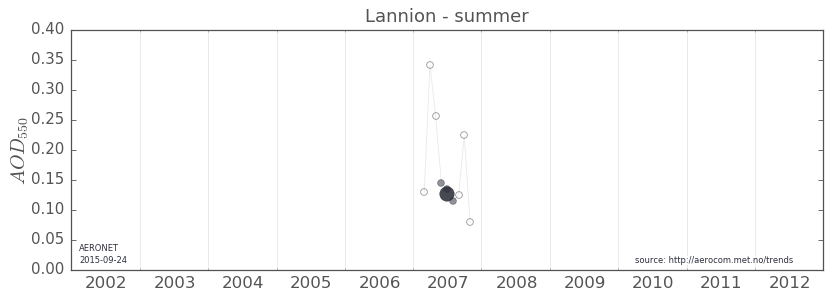 Lannion - summer
0.40
0.35
0.30
0.25
0.20
0.15
0.10
0.05
0.00
AOD550
AERONET
2015-09-24
source: http://aerocom.met.no/trends
2002 2003 2004 2005 2006 2007 2008 2009 2010 2011 2012